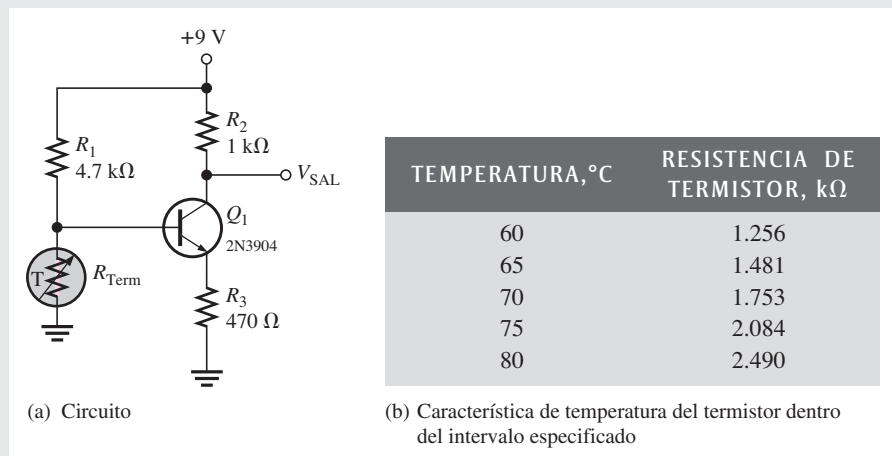 +9 V
R2
1 kΩ
R1
4.7 kΩ
VSAL
Q1
2N3904
T
RTerm
R3
470 Ω
(a) Circuito
TEMPERATURA,°C
RESISTENCIA DE
TERMISTOR, kΩ
60 1.256
65 1.481
70 1.753
75 2.084
80 2.490
(b) Característica de temperatura del termistor dentro
del intervalo especificado